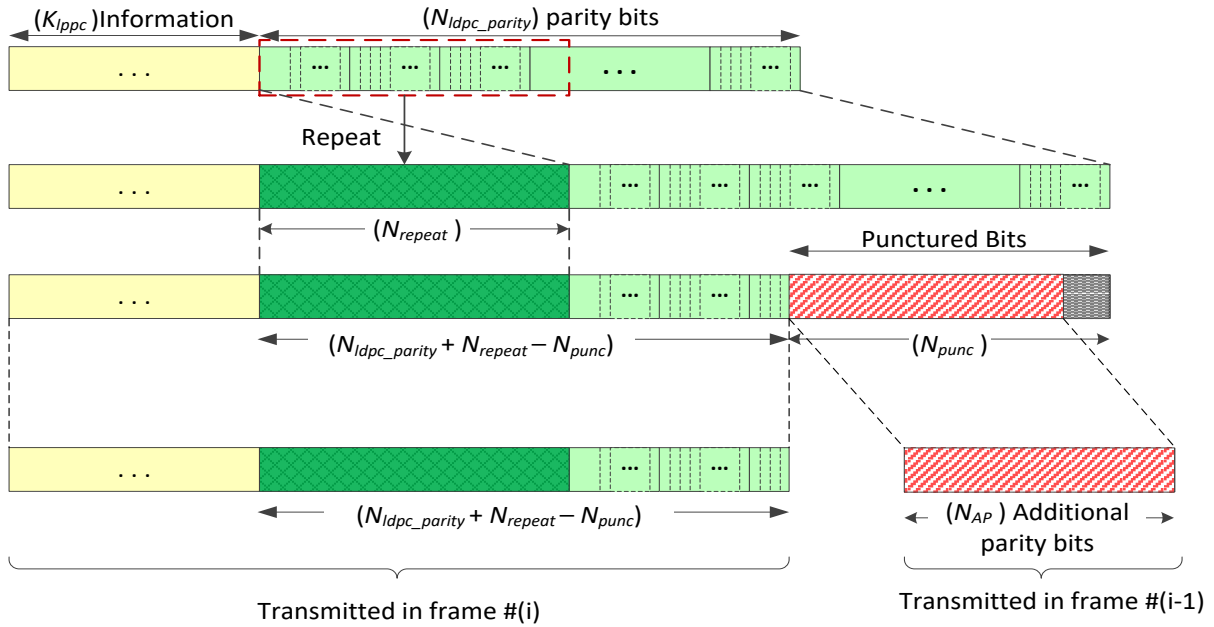 (K_lppc)Information (N_ldpc_parity) parity bits
... ... ... ... ... ...
Repeat
... ... ... ... ... ...
(N_repeat) Punctured Bits
... ... ...
(N_ldpc_parity + N_repeat – N_punc) (N_punc)
... ... ...
(N_ldpc_parity + N_repeat – N_punc) (N_AP) Additional
parity bits
Transmitted in frame #(i) Transmitted in frame #(i-1)